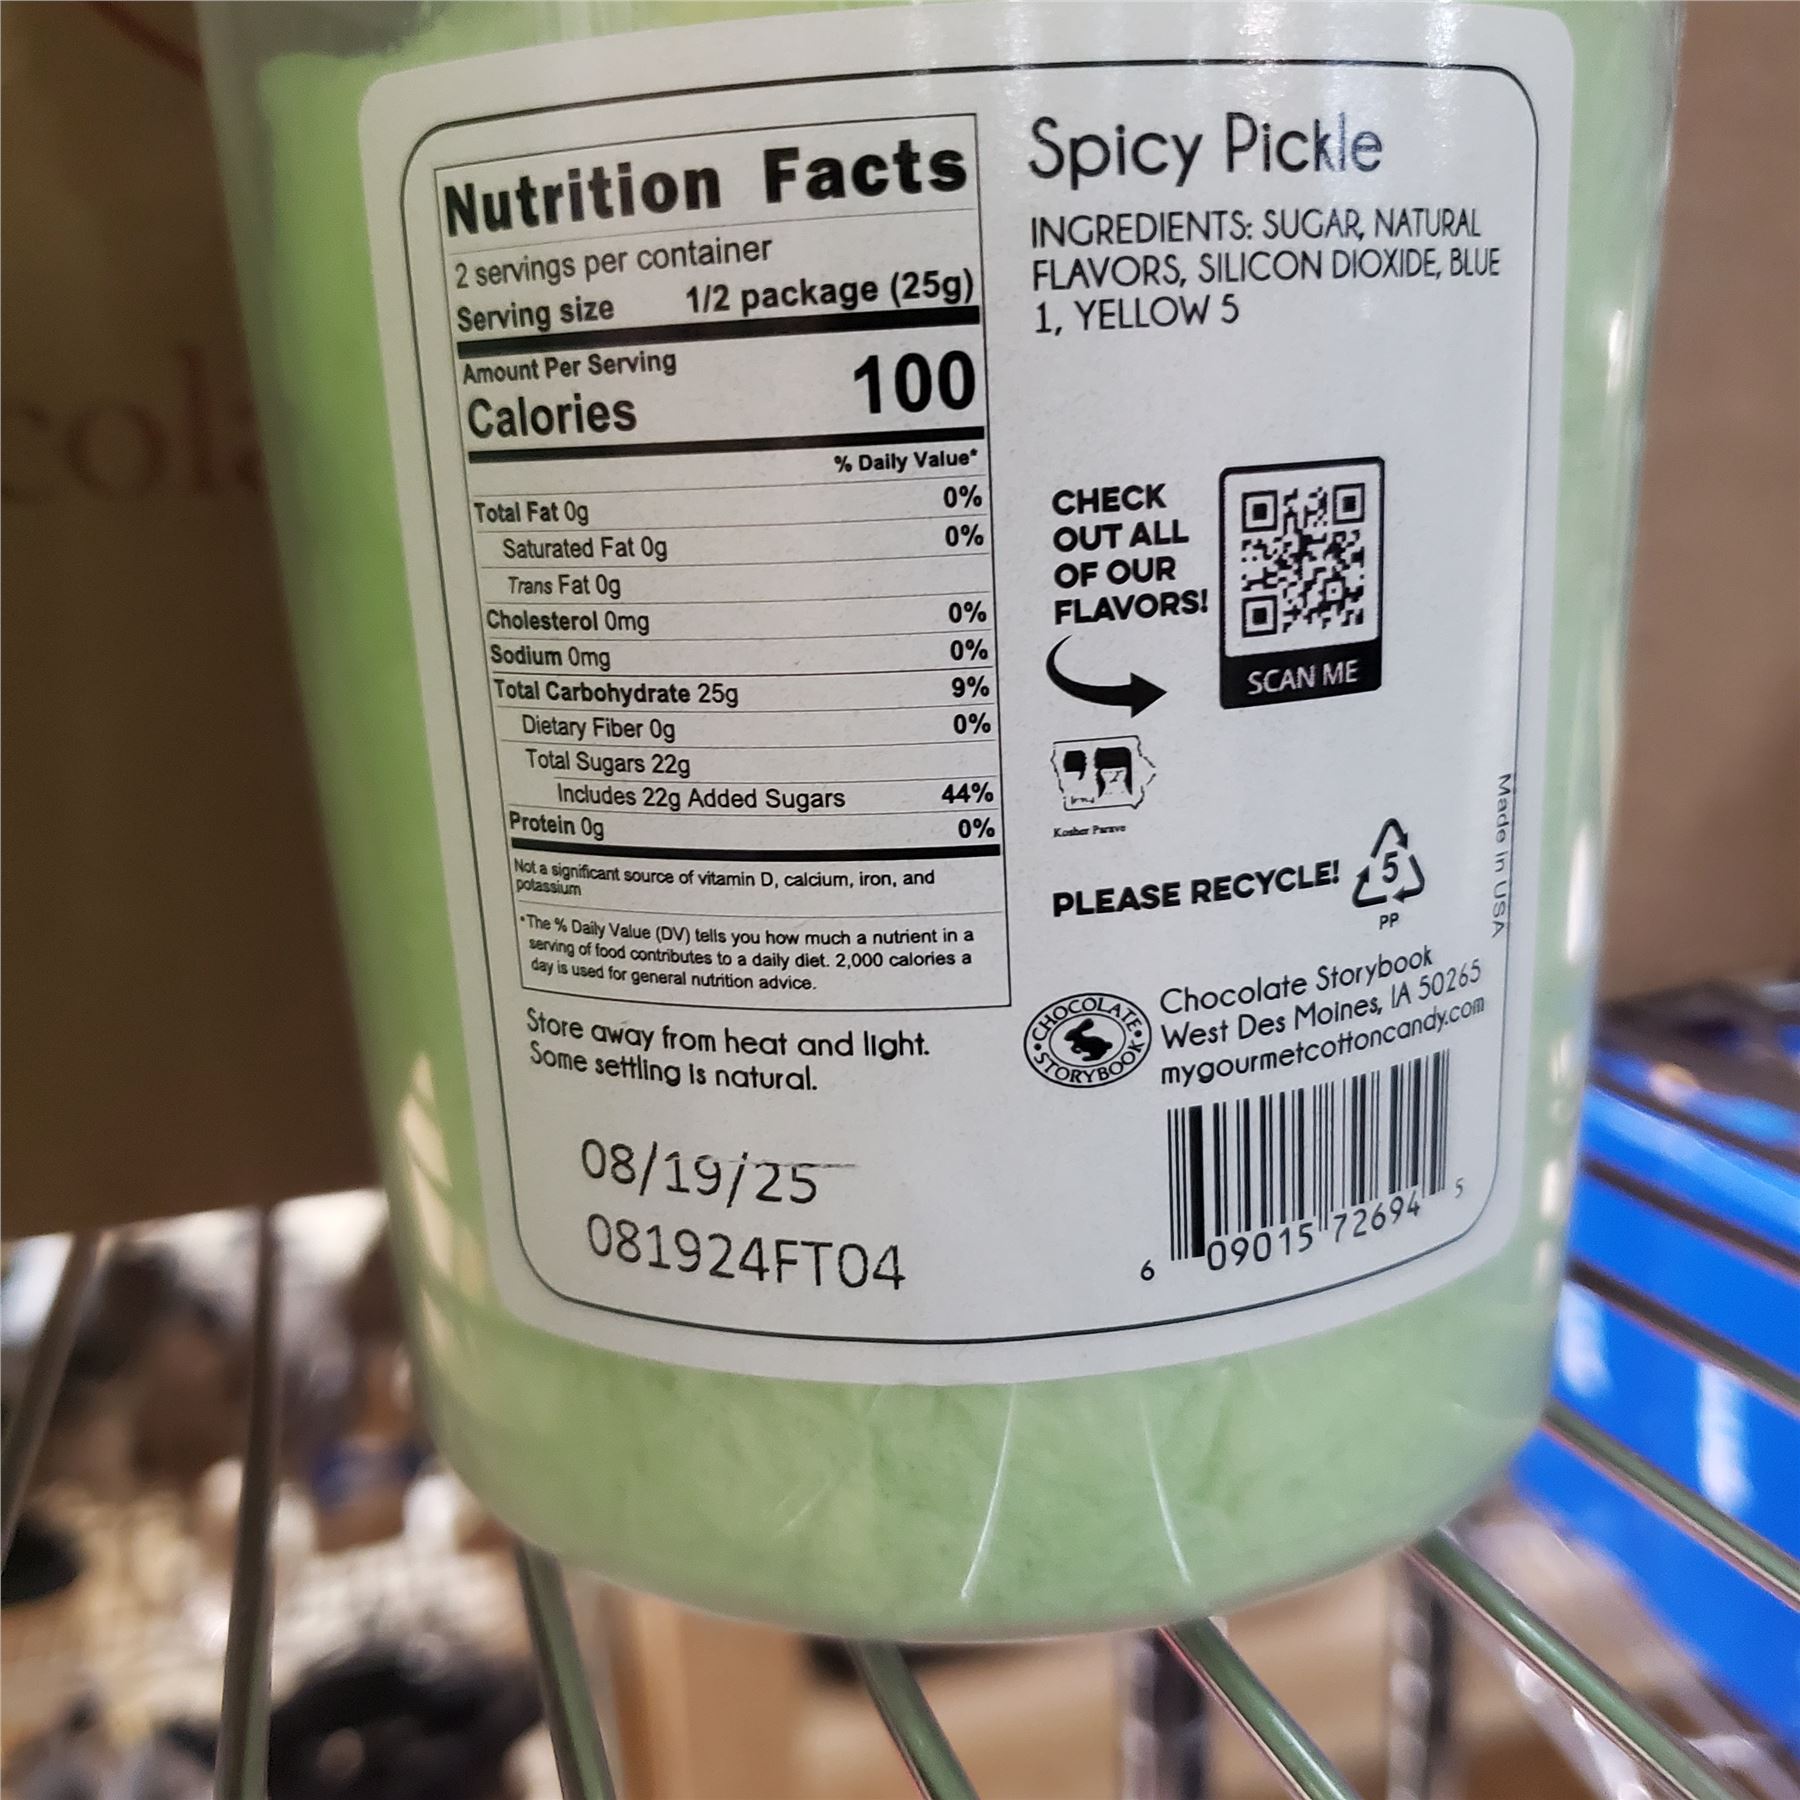 Nutrition Facts
2 servings per container
Serving size 1/2 package (25g)
Amount Per Serving
Calories 100
% Daily Value*
Total Fat 0g 0%
Saturated Fat 0g 0%
Trans Fat 0g
Cholesterol 0mg 0%
Sodium 0mg 0%
Total Carbohydrate 25g 9%
Dietary Fiber 0g 0%
Total Sugars 22g
Includes 22g Added Sugars 44%
Protein 0g 0%
Not a significant source of vitamin D, calcium, iron, and
potassium
*The % Daily Value (DV) tells you how much a nutrient in a
serving of food contributes to a daily diet. 2,000 calories a
day is used for general nutrition advice.
Store away from heat and light.
Some settling is natural.
08/19/25
081924FT04
Spicy Pickle
INGREDIENTS: SUGAR, NATURAL
FLAVORS, SILICON DIOXIDE, BLUE
1, YELLOW 5
CHECK
OUT ALL
OF OUR
FLAVORS!
SCAN ME
Kosher Parave
Made in USA
PLEASE RECYCLE!
5
PP
CHOCOLATE
STORYBOOK
Chocolate Storybook
West Des Moines, IA 50265
mygourmetcottoncandy.com
6 09015 72694 5